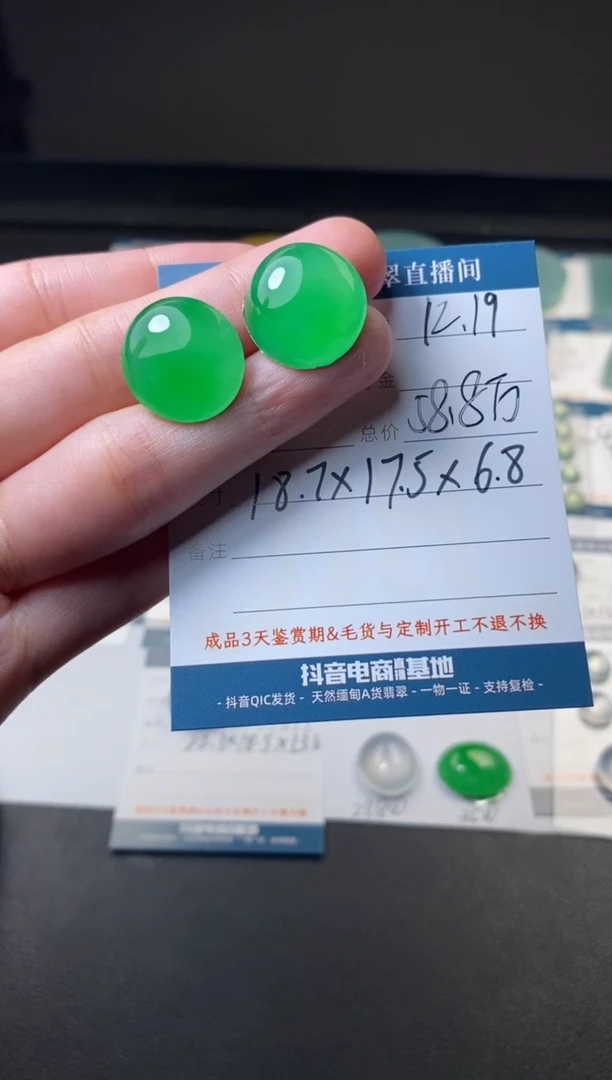 翠直播间
12.19
金
总价 58.8万
寸 18.7×17.5×6.8
备注
成品3天鉴赏期&毛货与定制开工不退不换
抖音电商基地
- 抖音QIC发货 - 天然缅甸A货翡翠 - 一物一证 - 支持复检 -